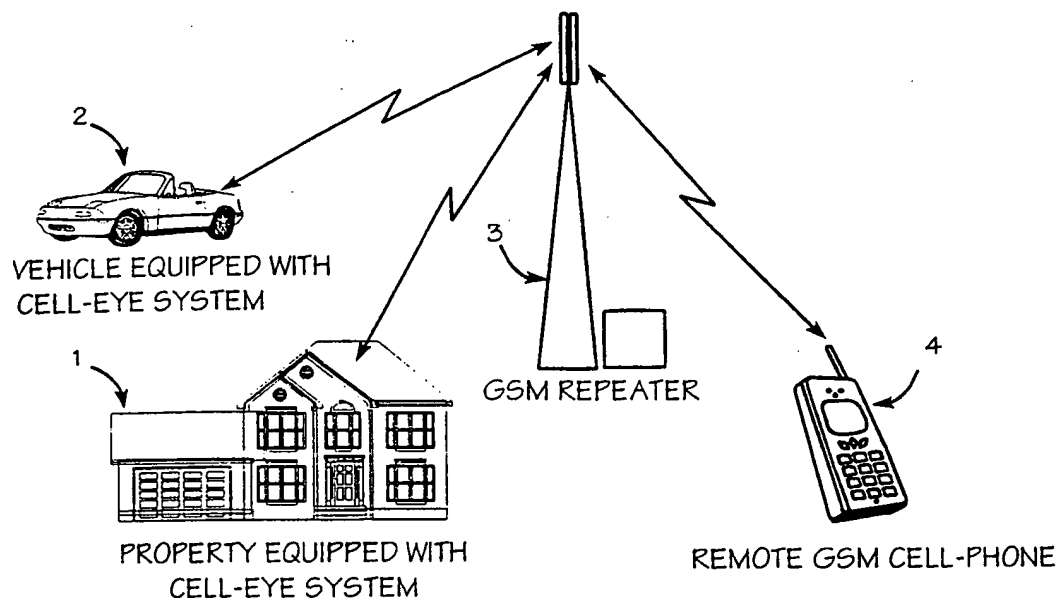 2
VEHICLE EQUIPPED WITH
CELL-EYE SYSTEM
3
1
GSM REPEATER
4
PROPERTY EQUIPPED WITH
CELL-EYE SYSTEM
REMOTE GSM CELL-PHONE